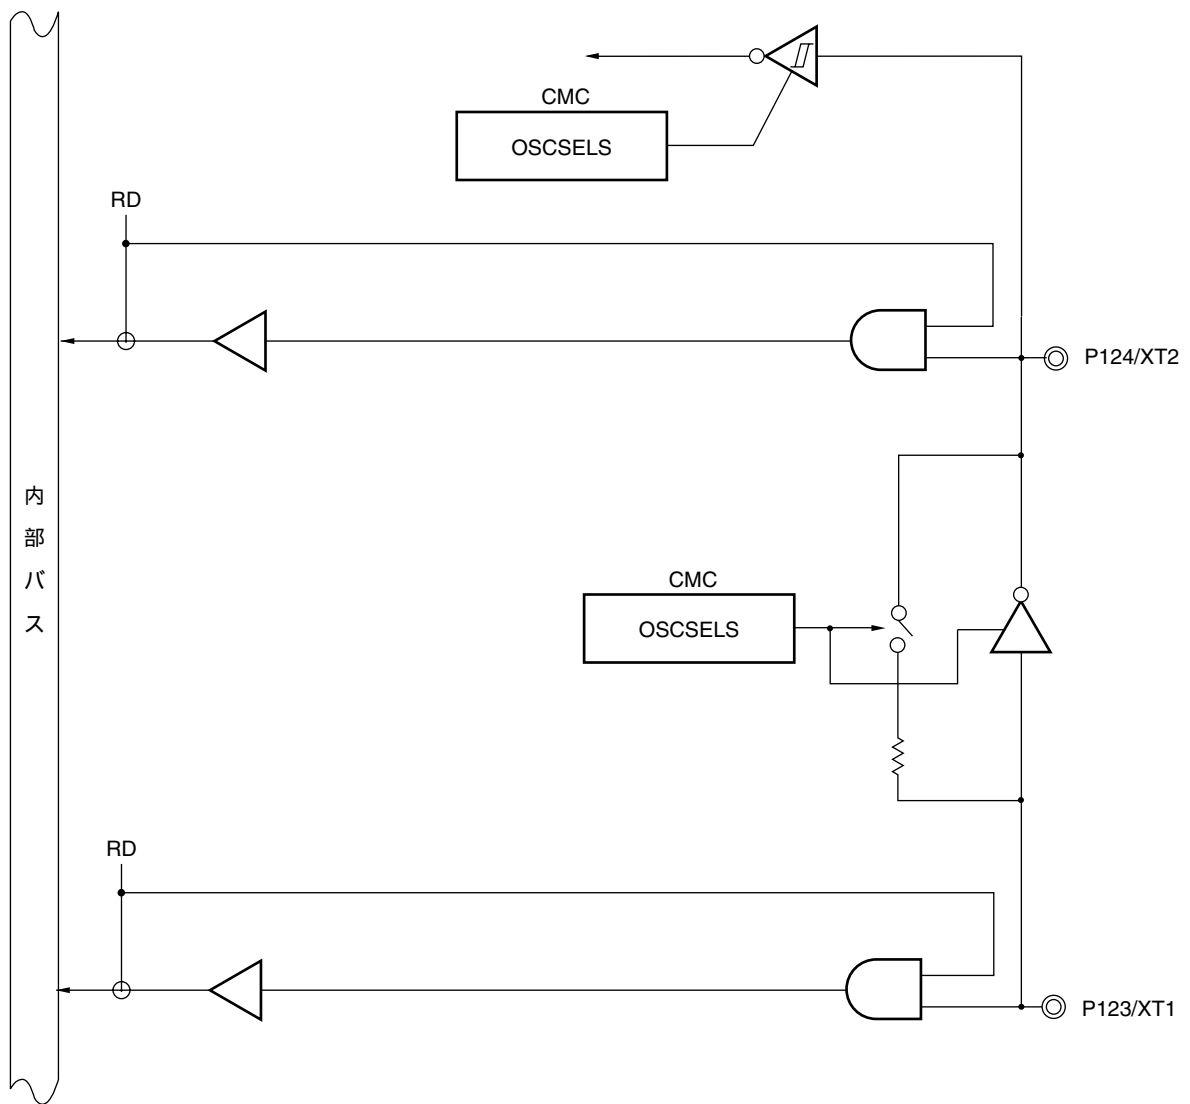 CMC
OSCSELS
RD
P124/XT2
内部バス
CMC
OSCSELS
RD
P123/XT1